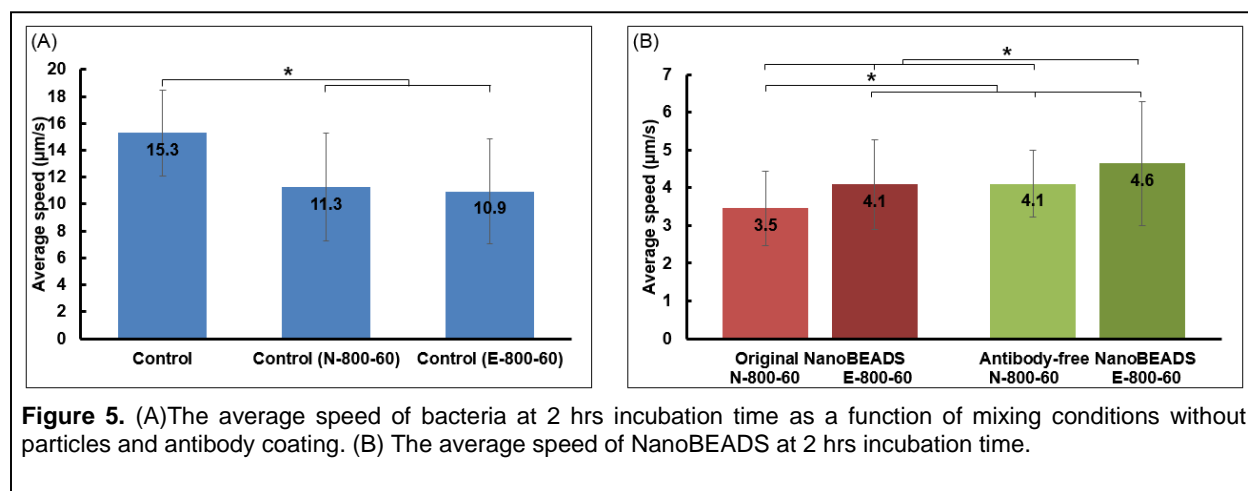 (A)
*
20
18
16
14
12
10
8
6
4
2
0
Average speed (µm/s)
15.3
11.3
10.9
Control
Control (N-800-60)
Control (E-800-60)
(B)
*
*
7
6
5
4
3
2
1
0
Average speed (µm/s)
3.5
4.1
4.1
4.6
Original NanoBEADS
Antibody-free NanoBEADS
N-800-60
E-800-60
N-800-60
E-800-60
Figure 5. (A)The average speed of bacteria at 2 hrs incubation time as a function of mixing conditions without
particles and antibody coating. (B) The average speed of NanoBEADS at 2 hrs incubation time.